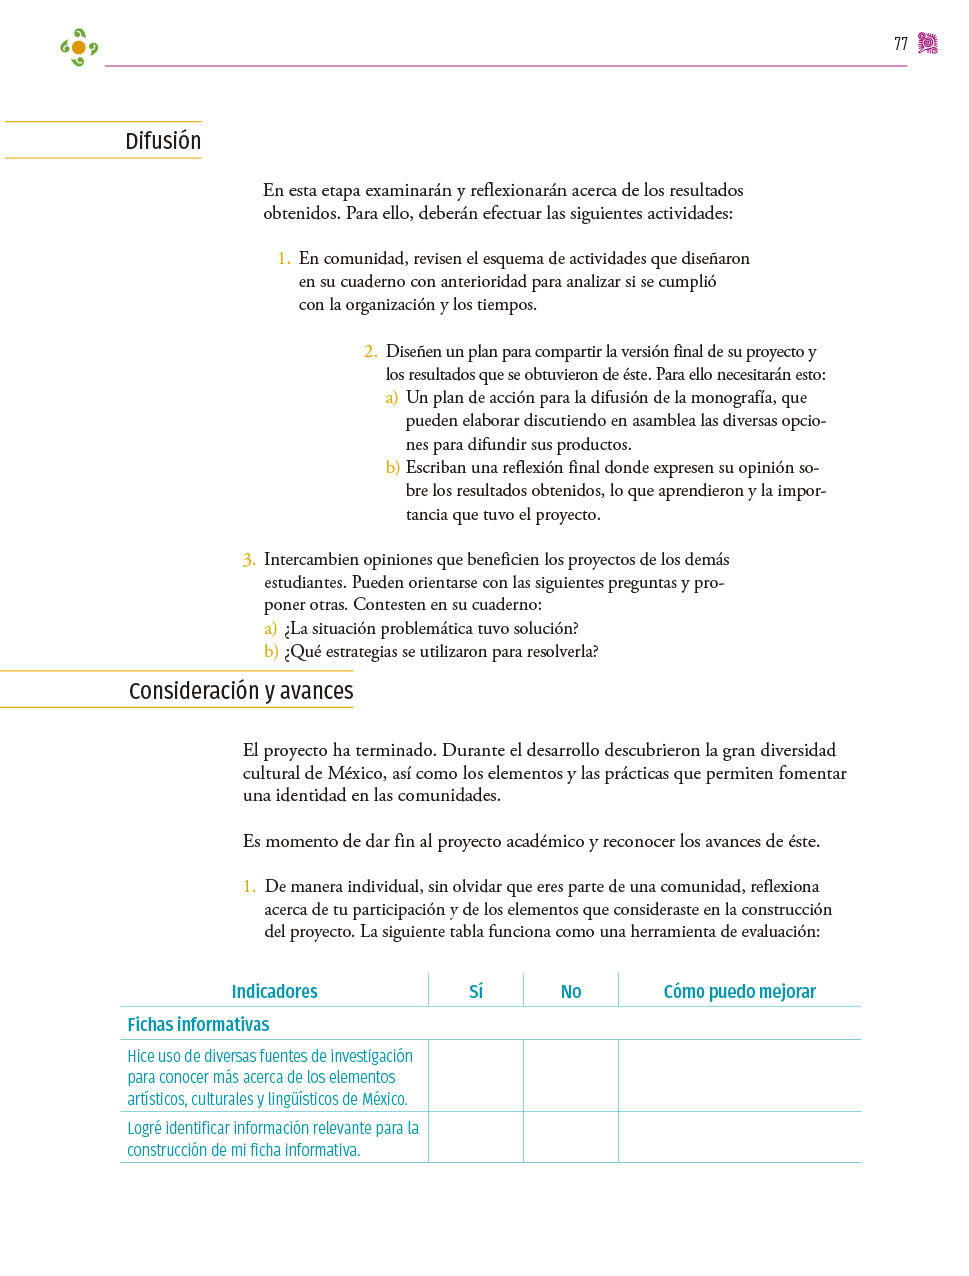 77
Difusión
En esta etapa examinarán y reflexionarán acerca de los resultados
obtenidos. Para ello, deberán efectuar las siguientes actividades:
1. En comunidad, revisen el esquema de actividades que diseñaron
en su cuaderno con anterioridad para analizar si se cumplió
con la organización y los tiempos.
2. Diseñen un plan para compartir la versión final de su proyecto y
los resultados que se obtuvieron de éste. Para ello necesitarán esto:
a) Un plan de acción para la difusión de la monografía, que
pueden elaborar discutiendo en asamblea las diversas opcio-
nes para difundir sus productos.
b) Escriban una reflexión final donde expresen su opinión so-
bre los resultados obtenidos, lo que aprendieron y la impor-
tancia que tuvo el proyecto.
3. Intercambien opiniones que beneficien los proyectos de los demás
estudiantes. Pueden orientarse con las siguientes preguntas y pro-
poner otras. Contesten en su cuaderno:
a) ¿La situación problemática tuvo solución?
b) ¿Qué estrategias se utilizaron para resolverla?
Consideración y avances
El proyecto ha terminado. Durante el desarrollo descubrieron la gran diversidad
cultural de México, así como los elementos y las prácticas que permiten fomentar
una identidad en las comunidades.
Es momento de dar fin al proyecto académico y reconocer los avances de éste.
1. De manera individual, sin olvidar que eres parte de una comunidad, reflexiona
acerca de tu participación y de los elementos que consideraste en la construcción
del proyecto. La siguiente tabla funciona como una herramienta de evaluación:
Indicadores Sí No Cómo puedo mejorar
Fichas informativas
Hice uso de diversas fuentes de investigación
para conocer más acerca de los elementos
artísticos, culturales y lingüísticos de México.
Logré identificar información relevante para la
construcción de mi ficha informativa.